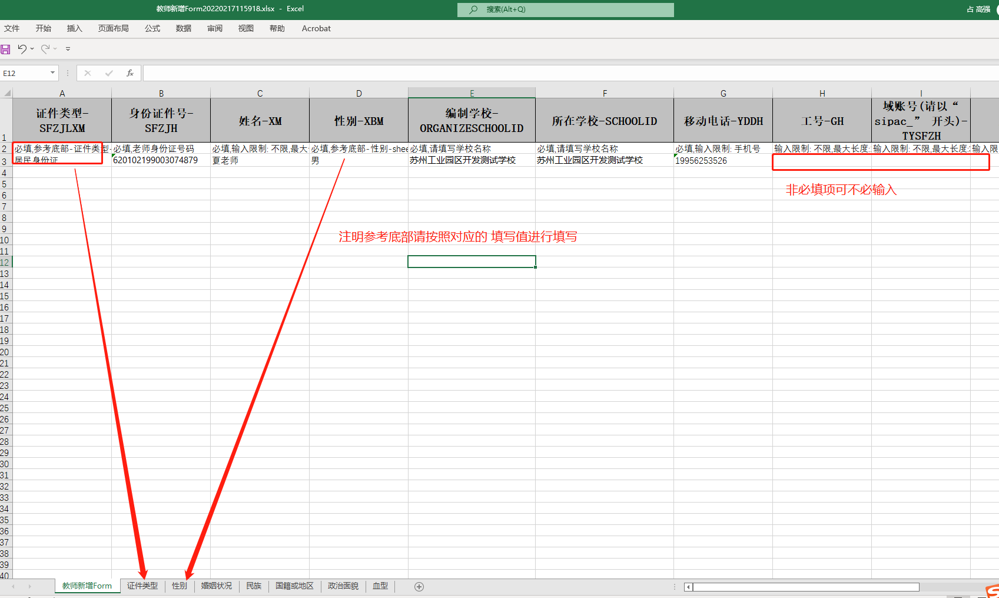 教师新增Form20220217115918.xlsx - Excel
搜索(Alt+Q)
占 高强
文件 开始 插入 页面布局 公式 数据 审阅 视图 帮助 Acrobat
E12
fx
A B C D E F G H I
证件类型-
SFZJLXM
身份证件号-
SFZJH
姓名-XM
性别-XBM
编制学校-
ORGANIZESCHOOLID
所在学校-SCHOOLID
移动电话-YDDH
工号-GH
域账号(请以“
sipac_” 开头)-
TYSFZH
1
2 必填,参考底部-证件类型- 必填,老师身份证号码 必填,输入限制: 不限,最大 必填,参考底部-性别-shee 必填,请填写学校名称 必填,请填写学校名称 必填,输入限制: 手机号 输入限制: 不限,最大长度: 输入限制: 不限,最大长度: 输入限
3 居民身份证 620102199003074879 夏老师 男 苏州工业园区开发测试学校 苏州工业园区开发测试学校 19956253526
4
5
非必填项可不必输入
6
7
8
9
注明参考底部请按照对应的 填写值进行填写
10
11
12
13
14
15
16
17
18
19
20
21
22
23
24
25
26
27
28
29
30
31
32
33
34
35
36
37
38
39
40
教师新增Form 证件类型 性别 婚姻状况 民族 国籍或地区 政治面貌 血型